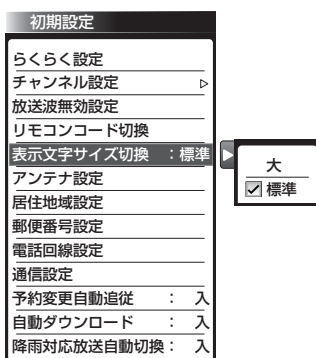 初期設定
らくらく設定
チャンネル設定
放送波無効設定
リモコンコード切換
表示文字サイズ切換 ：標準
アンテナ設定
居住地域設定
郵便番号設定
電話回線設定
通信設定
予約変更自動追従 ： 入
自動ダウンロード ： 入
降雨対応放送自動切換： 入
大
標準